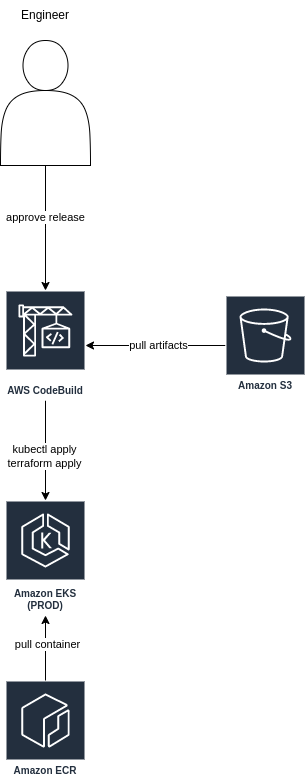 Engineer
approve release
AWS CodeBuild
pull artifacts
Amazon S3
kubectl apply
terraform apply
Amazon EKS
(PROD)
pull container
Amazon ECR